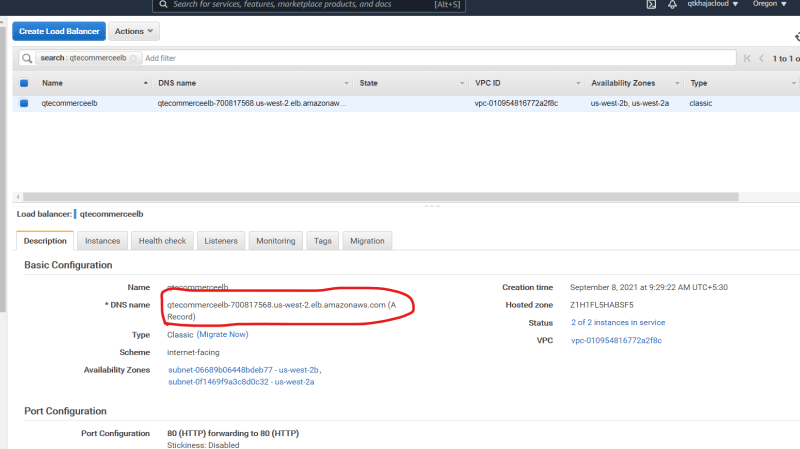 Search for services, features, marketplace products, and docs [Alt+S] qtkhajacloud Oregon
Create Load Balancer Actions
search : qtecommerceelb Add filter 1 to 1 o
Name DNS name State VPC ID Availability Zones Type
qtecommerceelb qtecommerceelb-700817568.us-west-2.elb.amazonaw... vpc-010954816772a2f8c us-west-2b, us-west-2a classic
Load balancer: qtecommerceelb
Description Instances Health check Listeners Monitoring Tags Migration
Basic Configuration
Name qtecommerceelb Creation time September 8, 2021 at 9:29:22 AM UTC+5:30
* DNS name qtecommerceelb-700817568.us-west-2.elb.amazonaws.com (A Record) Hosted zone Z1H1FL5HABSF5
Type Classic (Migrate Now) Status 2 of 2 instances in service
Scheme internet-facing VPC vpc-010954816772a2f8c
Availability Zones subnet-06689b06448bdeb77 - us-west-2b,
subnet-0f1469f9a3c8d0c32 - us-west-2a
Port Configuration
Port Configuration 80 (HTTP) forwarding to 80 (HTTP)
Stickiness: Disabled